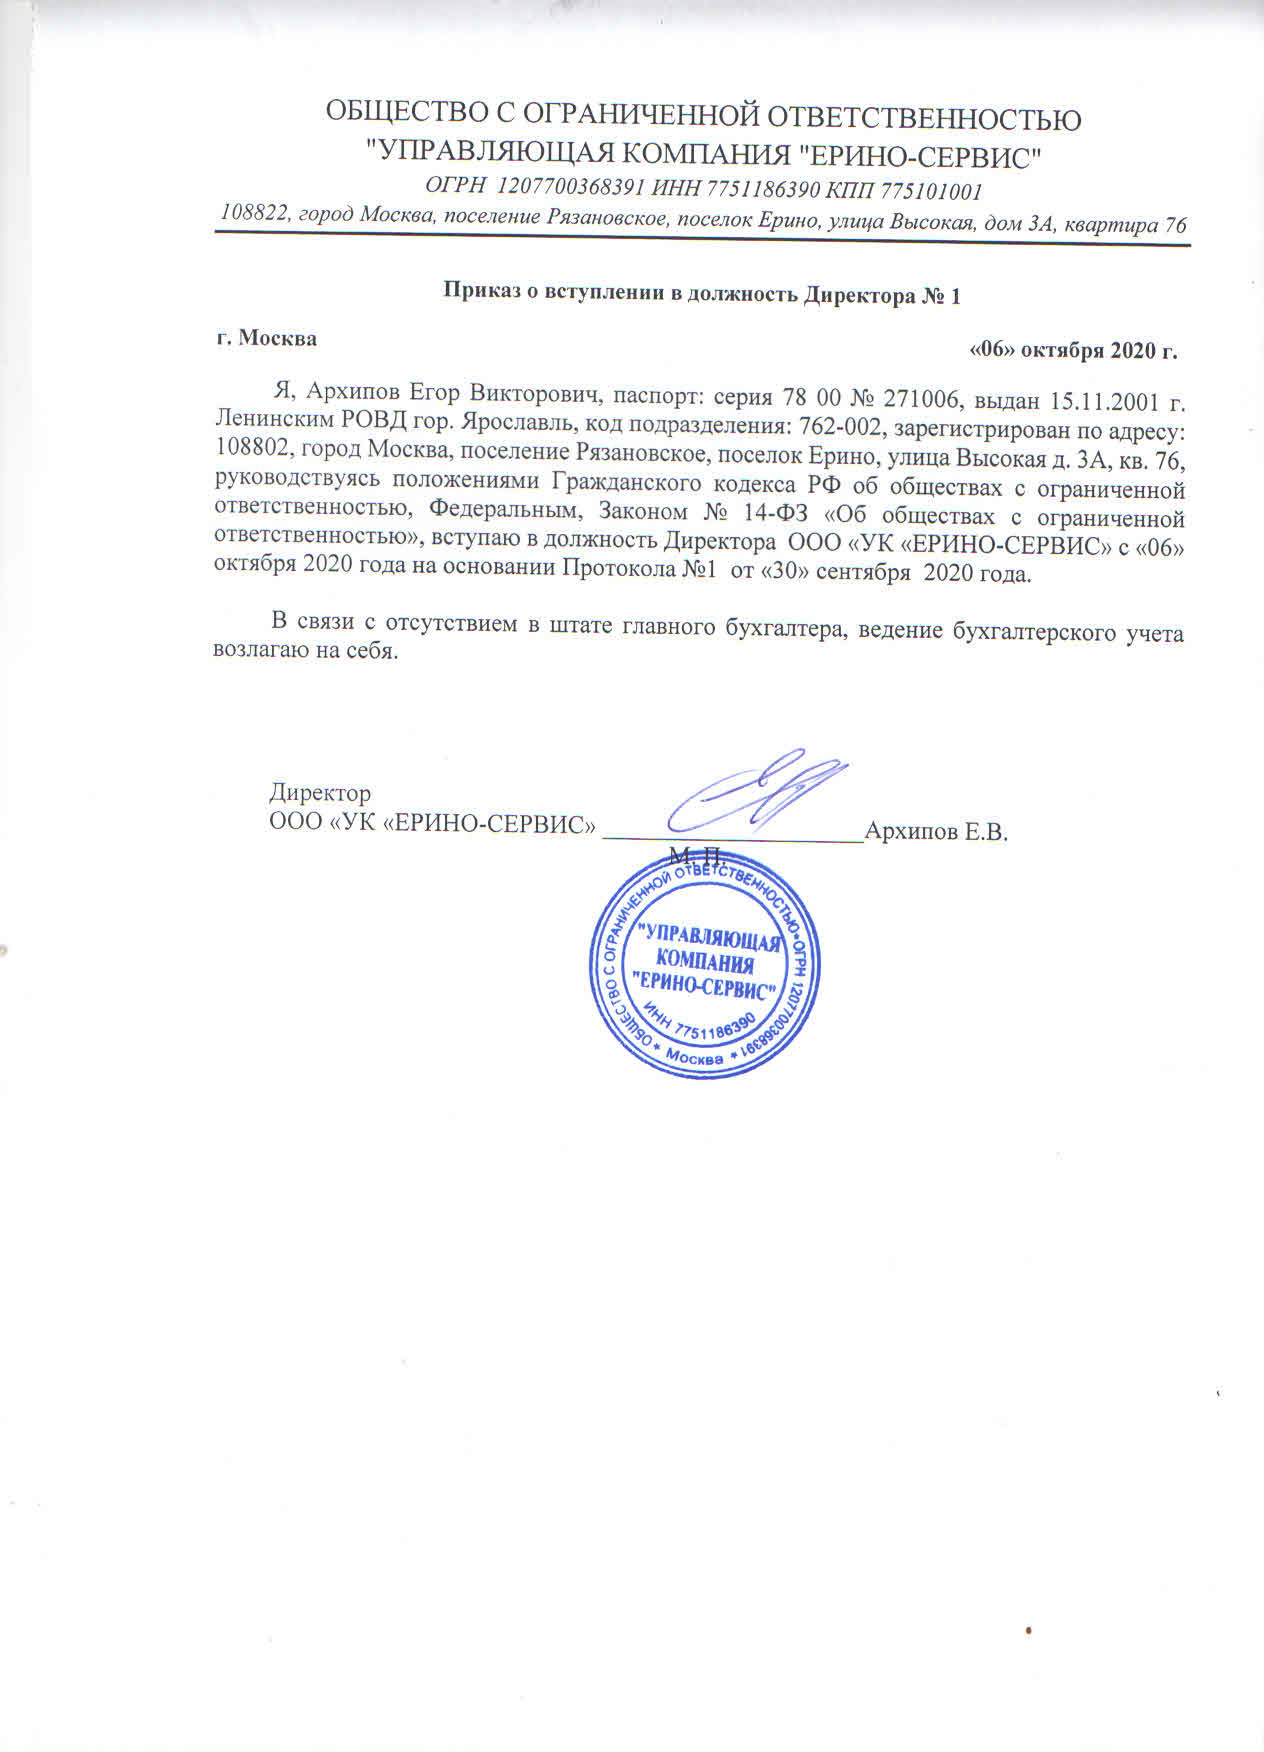 ОБЩЕСТВО С ОГРАНИЧЕННОЙ ОТВЕТСТВЕННОСТЬЮ
"УПРАВЛЯЮЩАЯ КОМПАНИЯ "ЕРИНО-СЕРВИС"
ОГРН 1207700368391 ИНН 7751186390 КПП 775101001
108822, город Москва, поселение Рязановское, поселок Ерино, улица Высокая, дом 3А, квартира 76
Приказ о вступлении в должность Директора № 1
г. Москва
«06» октября 2020 г.
Я, Архипов Егор Викторович, паспорт: серия 78 00 № 271006, выдан 15.11.2001 г.
Ленинским РОВД гор. Ярославль, код подразделения: 762-002, зарегистрирован по адресу:
108802, город Москва, поселение Рязановское, поселок Ерино, улица Высокая д. 3А, кв. 76,
руководствуясь положениями Гражданского кодекса РФ об обществах с ограниченной
ответственностью, Федеральным, Законом № 14-ФЗ «Об обществах с ограниченной
ответственностью», вступаю в должность Директора ООО «УК «ЕРИНО-СЕРВИС» с «06»
октября 2020 года на основании Протокола №1 от «30» сентября 2020 года.
В связи с отсутствием в штате главного бухгалтера, ведение бухгалтерского учета
возлагаю на себя.
Директор
ООО «УК «ЕРИНО-СЕРВИС» ____________________Архипов Е.В.
М. П.
ОБЩЕСТВО С ОГРАНИЧЕННОЙ ОТВЕТСТВЕННОСТЬЮ*ОГРН 1207700368391
* Москва *
"УПРАВЛЯЮЩАЯ
КОМПАНИЯ
"ЕРИНО-СЕРВИС"
ИНН 7751186390